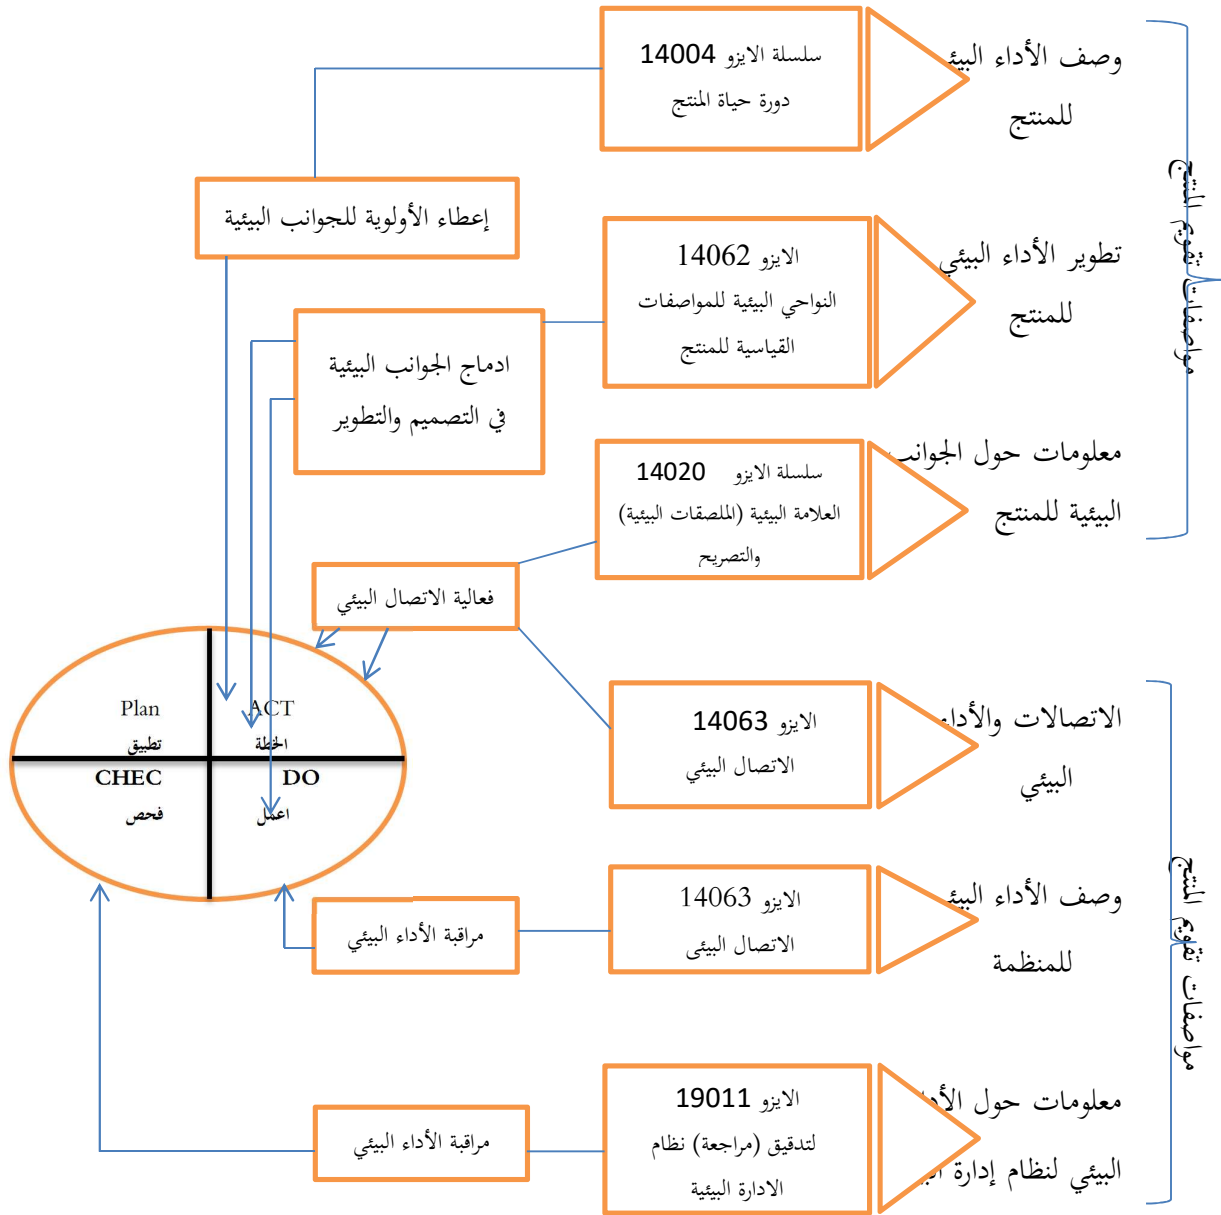 وصف الأداء البيئي
للمنتج
سلسلة الايزو 14004
دورة حياة المنتج
إعطاء الأولوية للجوانب البيئية
مواصفات تقويم المنتج
تطوير الأداء البيئي
للمنتج
الايزو 14062
النواحي البيئية للمواصفات
القياسية للمنتج
ادماج الجوانب البيئية
في التصميم والتطوير
معلومات حول الجوانب
البيئية للمنتج
سلسلة الايزو 14020
العلامة البيئية (الملصقات البيئية)
والتصريح
فعالية الاتصال البيئي
الاتصالات والأداء
البيئي
الايزو 14063
الاتصال البيئي
ACT
الخطة
Plan
تطبيق
DO
اعمل
CHEC
فحص
مواصفات تقويم المنتج
وصف الأداء البيئي
للمنظمة
الايزو 14063
الاتصال البيئى
مراقبة الأداء البيئي
معلومات حول الأداء
البيئي لنظام إدارة
الايزو 19011
لتدقيق (مراجعة) نظام
الادارة البيئية
مراقبة الأداء البيئي